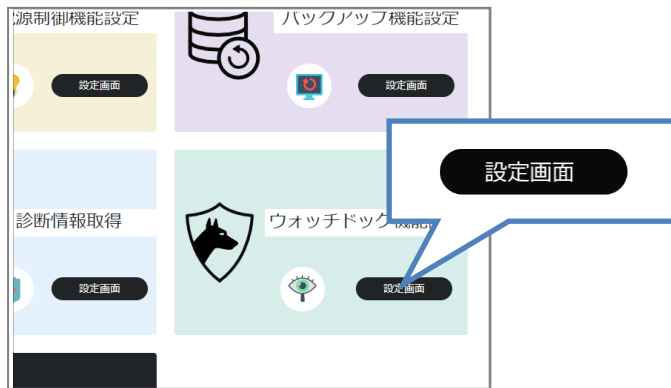 源制御機能設定
バックアップ機能設定
設定画面
設定画面
設定画面
診断情報取得
ウォッチドッグ機能
設定画面
設定画面